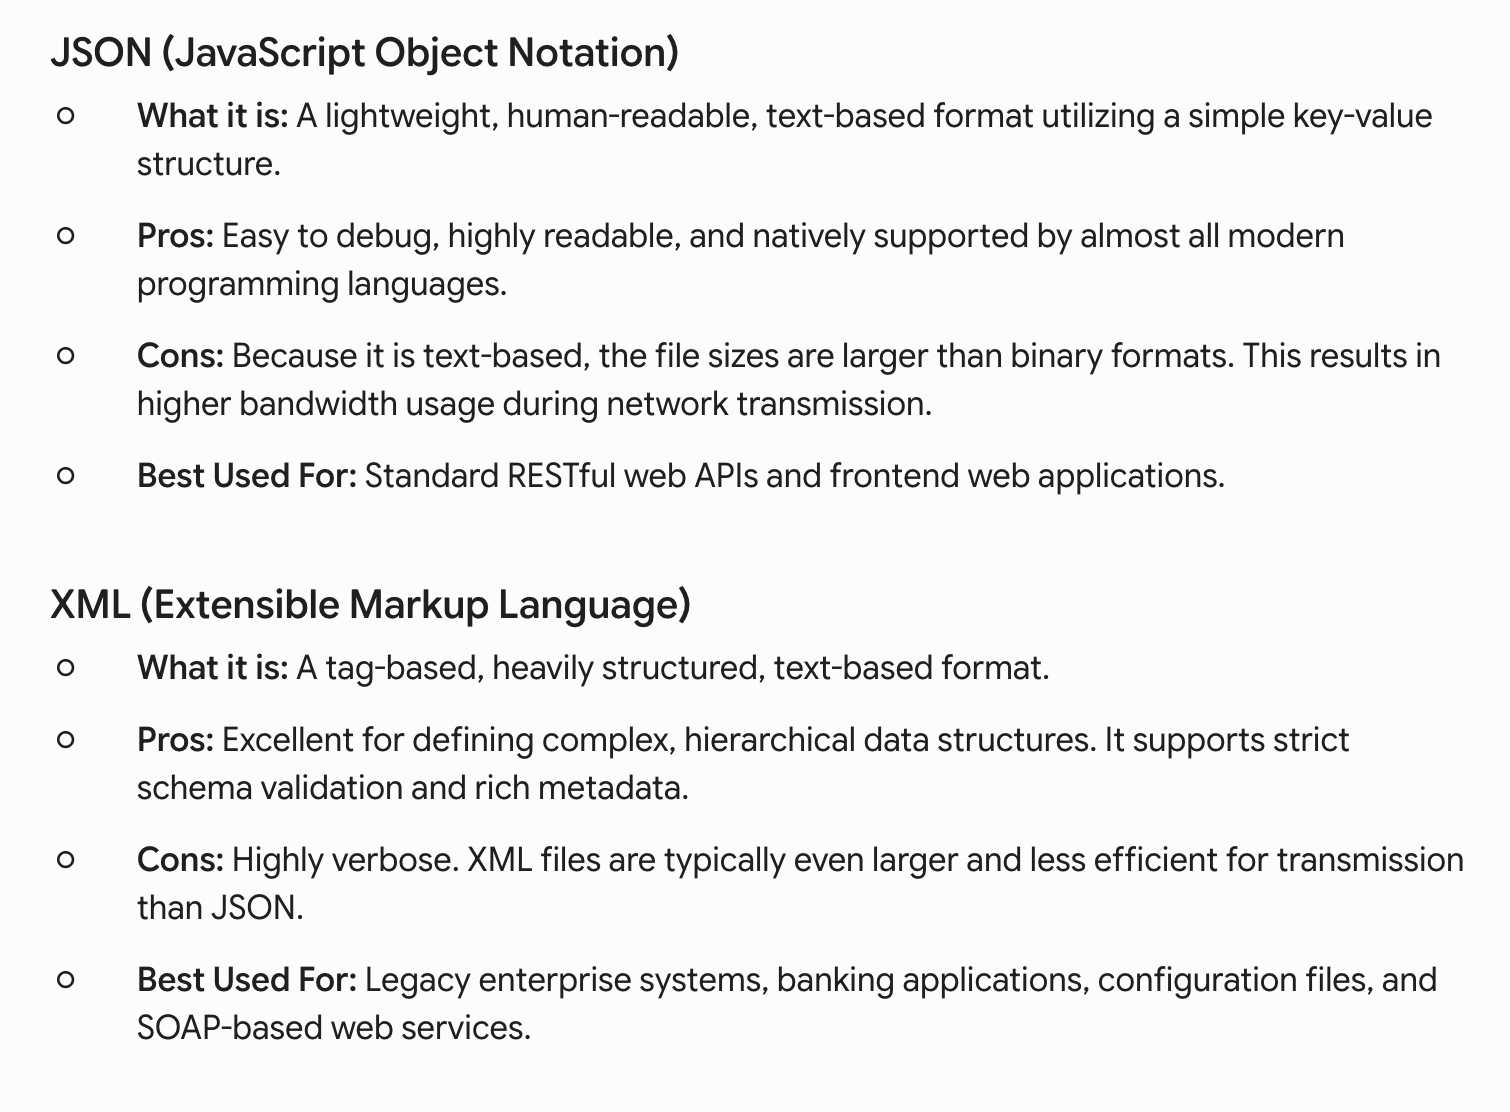 JSON (JavaScript Object Notation)
What it is: A lightweight, human-readable, text-based format utilizing a simple key-value
structure.
Pros: Easy to debug, highly readable, and natively supported by almost all modern
programming languages.
Cons: Because it is text-based, the file sizes are larger than binary formats. This results in
higher bandwidth usage during network transmission.
Best Used For: Standard RESTful web APIs and frontend web applications.
XML (Extensible Markup Language)
What it is: A tag-based, heavily structured, text-based format.
Pros: Excellent for defining complex, hierarchical data structures. It supports strict
schema validation and rich metadata.
Cons: Highly verbose. XML files are typically even larger and less efficient for transmission
than JSON.
Best Used For: Legacy enterprise systems, banking applications, configuration files, and
SOAP-based web services.